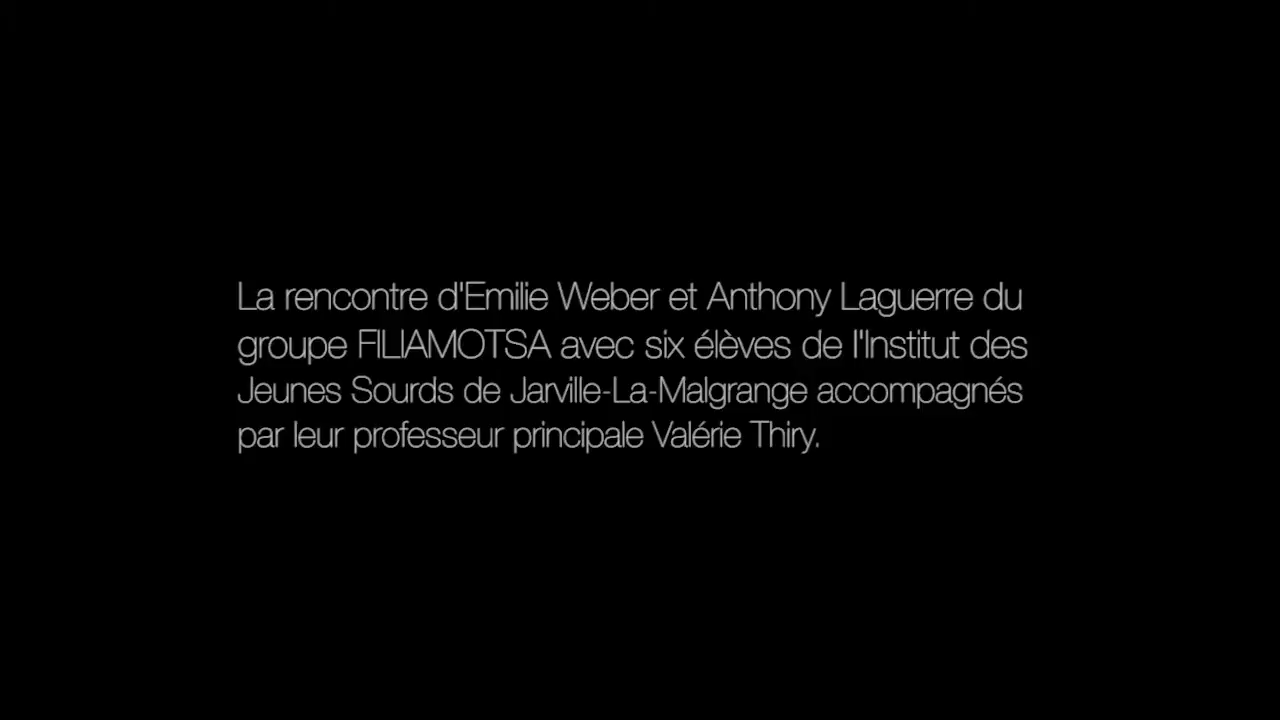 La rencontre d'Emilie Weber et Anthony Laguerre du
groupe FILIAMOTSA avec six élèves de l'Institut des
Jeunes Sourds de Jarville-La-Malgrange accompagnés
par leur professeur principale Valérie Thiry.